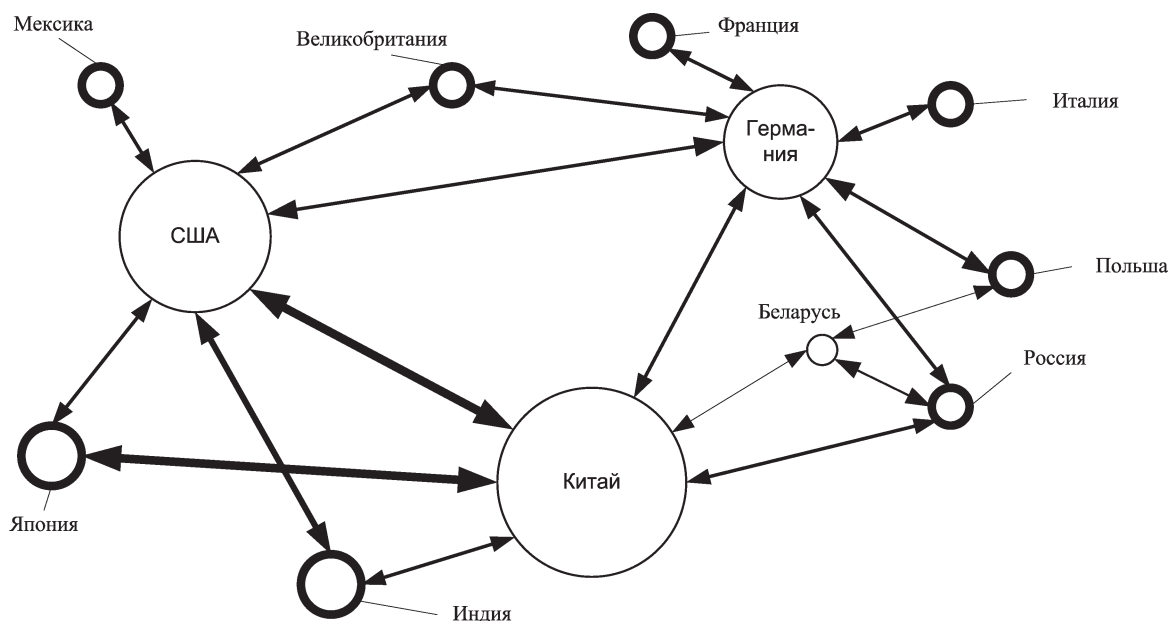 Мексика
Великобритания
Франция
Италия
Герма-
ния
США
Польша
Беларусь
Россия
Китай
Япония
Индия